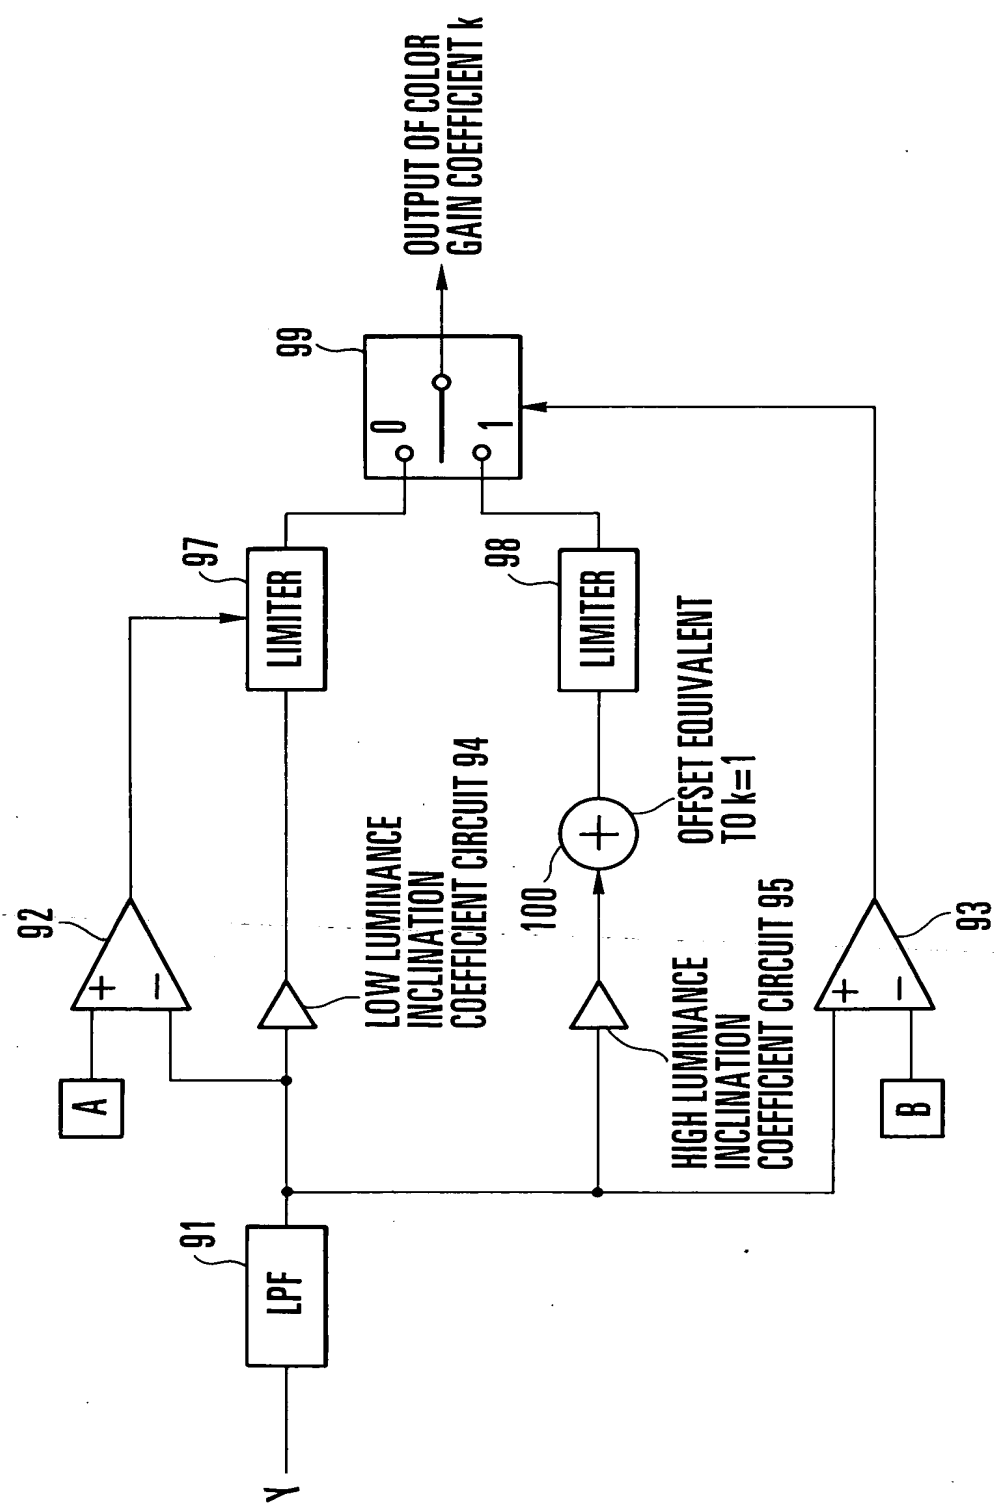 Y
LPF
91
A
+
−
92
LOW LUMINANCE
INCLINATION
COEFFICIENT CIRCUIT 94
LIMITER
97
HIGH LUMINANCE
INCLINATION
COEFFICIENT CIRCUIT 95
100
+
OFFSET EQUIVALENT
TO k=1
LIMITER
98
B
+
−
93
99
0
1
OUTPUT OF COLOR
GAIN COEFFICIENT k